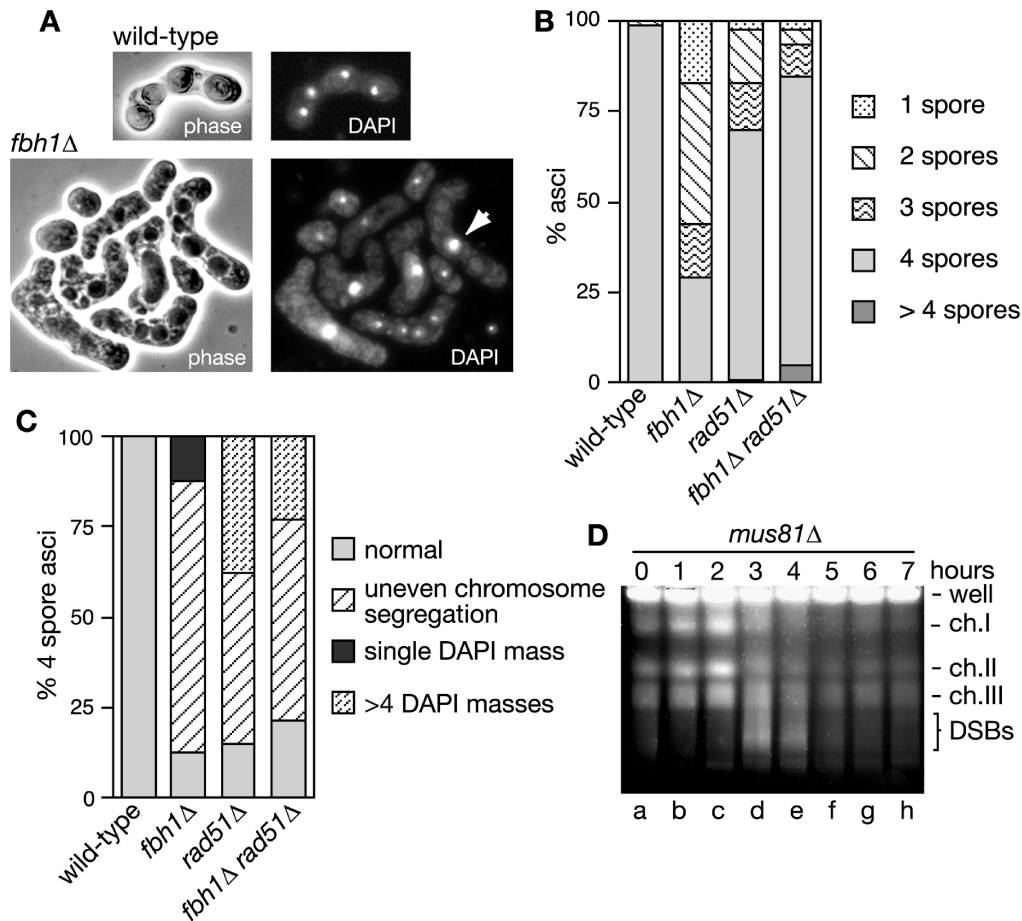 A
wild-type
phase
DAPI
fbh1Δ
phase
DAPI
B
100
75
50
25
0
% asci
wild-type
fbh1Δ
rad51Δ
fbh1Δ rad51Δ
1 spore
2 spores
3 spores
4 spores
> 4 spores
C
100
75
50
25
0
% 4 spore asci
wild-type
fbh1Δ
rad51Δ
fbh1Δ rad51Δ
normal
uneven chromosome
segregation
single DAPI mass
>4 DAPI masses
D
mus81Δ
0 1 2 3 4 5 6 7 hours
- well
- ch.I
- ch.II
- ch.III
DSBs
a b c d e f g h